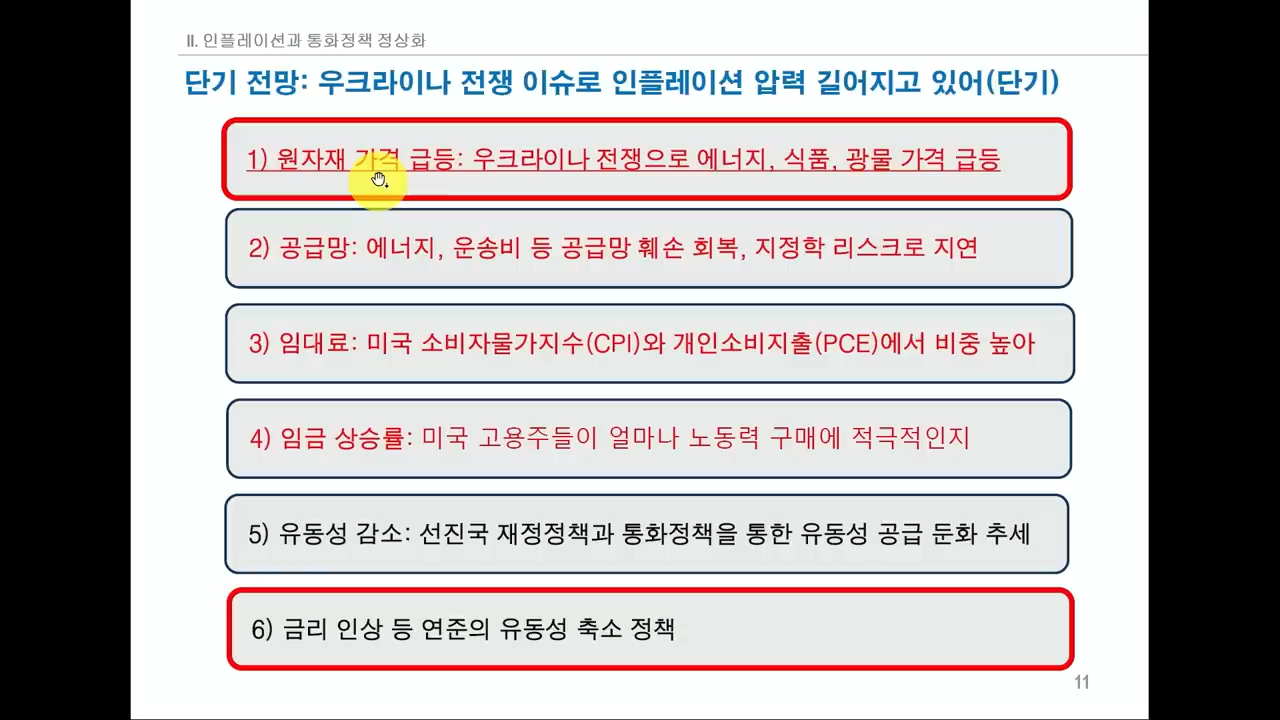 Ⅱ. 인플레이션과 통화정책 정상화
단기 전망: 우크라이나 전쟁 이슈로 인플레이션 압력 길어지고 있어(단기)
1) 원자재 가격 급등: 우크라이나 전쟁으로 에너지, 식품, 광물 가격 급등
2) 공급망: 에너지, 운송비 등 공급망 훼손 회복, 지정학 리스크로 지연
3) 임대료: 미국 소비자물가지수(CPI)와 개인소비지출(PCE)에서 비중 높아
4) 임금 상승률: 미국 고용주들이 얼마나 노동력 구매에 적극적인지
5) 유동성 감소: 선진국 재정정책과 통화정책을 통한 유동성 공급 둔화 추세
6) 금리 인상 등 연준의 유동성 축소 정책
11